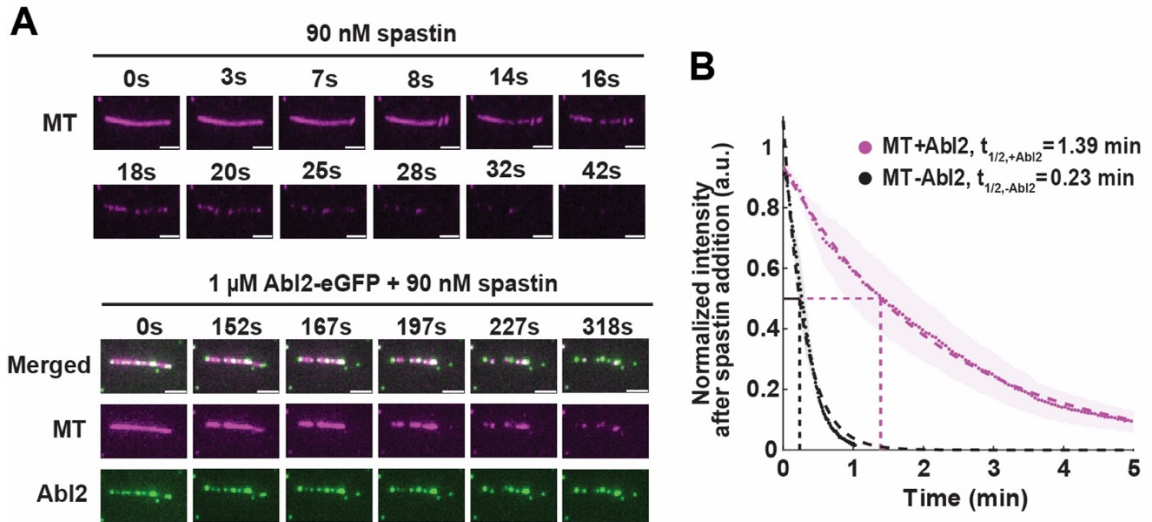 A
90 nM spastin
0s 3s 7s 8s 14s 16s
MT
18s 20s 25s 28s 32s 42s
1 µM Abl2-eGFP + 90 nM spastin
0s 152s 167s 197s 227s 318s
Merged
MT
Abl2
B
Normalized intensity
after spastin addition (a.u.)
1
0.8
0.6
0.4
0.2
0
MT+Abl2, t1/2,+Abl2=1.39 min
MT-Abl2, t1/2,-Abl2=0.23 min
0 1 2 3 4 5
Time (min)